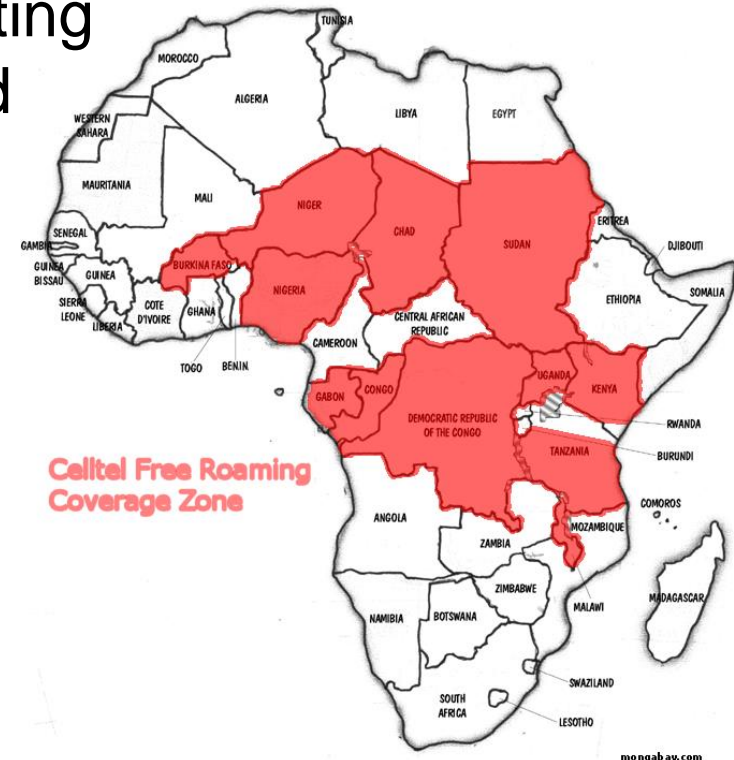 ting
d
TUNISIA
MOROCCO
ALGERIA
LIBYA
EGYPT
WESTERN
SAHARA
MAURITANIA
MALI
NIGER
CHAD
SUDAN
ERITREA
DJIBOUTI
SENEGAL
GAMBIA
GUINEA
BISSAU
GUINEA
BURKINA FASO
NIGERIA
ETHIOPIA
SOMALIA
SIERRA
LEONE
LIBERIA
COTE
D'IVOIRE
GHANA
TOGO
BENIN
CAMEROON
CENTRAL AFRICAN
REPUBLIC
UGANDA
KENYA
GABON
CONGO
DEMOCRATIC REPUBLIC
OF THE CONGO
RWANDA
BURUNDI
TANZANIA
Celltel Free Roaming
Coverage Zone
COMOROS
ANGOLA
ZAMBIA
MOZAMBIQUE
MALAWI
MADAGASCAR
ZIMBABWE
NAMIBIA
BOTSWANA
SWAZILAND
SOUTH
AFRICA
LESOTHO
mongabay.com